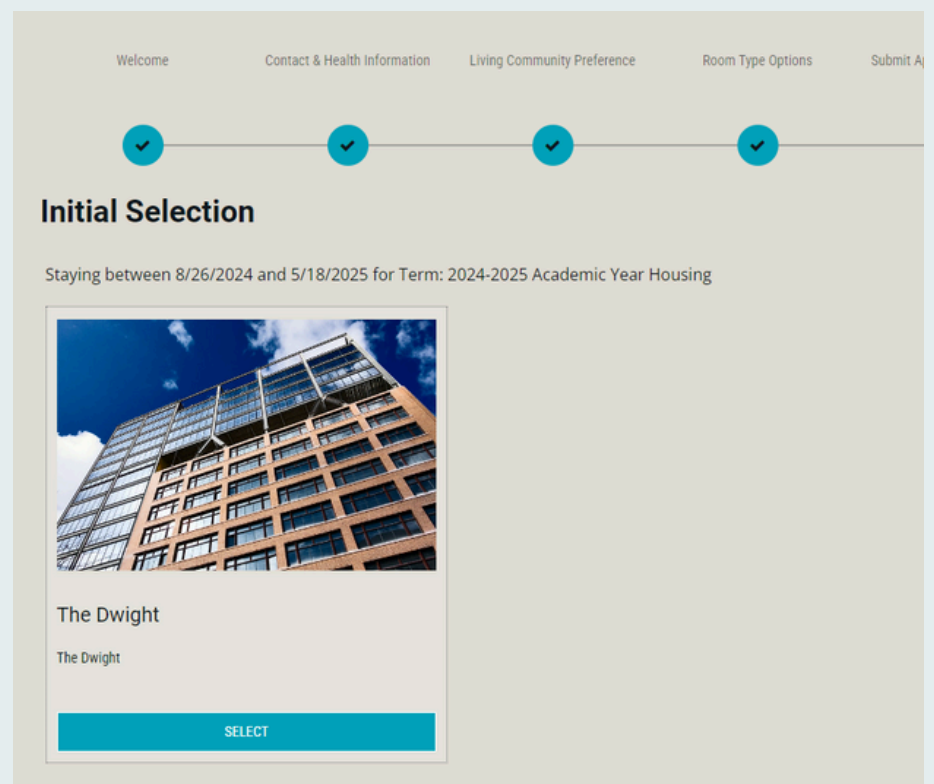 Welcome Contact & Health Information Living Community Preference Room Type Options Submit
Initial Selection
Staying between 8/26/2024 and 5/18/2025 for Term: 2024-2025 Academic Year Housing
The Dwight
The Dwight
SELECT